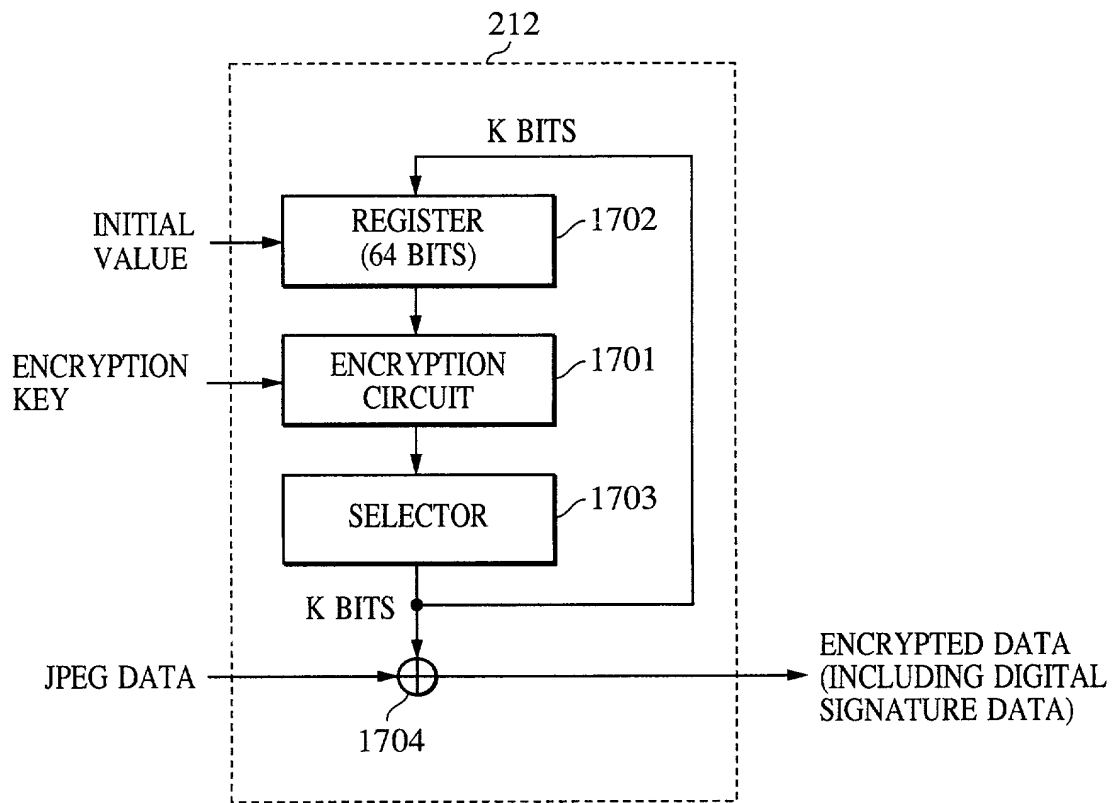 212
K BITS
INITIAL
VALUE
REGISTER
(64 BITS)
1702
ENCRYPTION
KEY
ENCRYPTION
CIRCUIT
1701
SELECTOR
1703
K BITS
JPEG DATA
1704
ENCRYPTED DATA
(INCLUDING DIGITAL
SIGNATURE DATA)